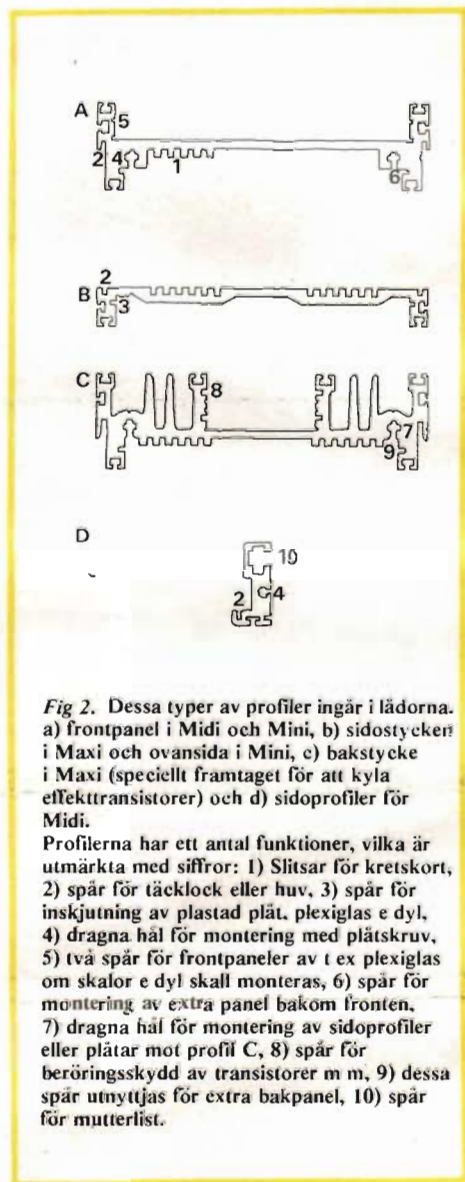 A
5
2
4
1
6
2
B
3
C
8
7
9
D
10
2
4
Fig 2. Dessa typer av profiler ingår i lådorna.
a) frontpanel i Midi och Mini, b) sidostycken
i Maxi och ovansida i Mini, c) bakstycke
i Maxi (speciellt framtaget för att kyla
effekttransistorer) och d) sidoprofiler för
Midi.
Profilerna har ett antal funktioner, vilka är
utmärkta med siffror: 1) Slitsar för kretskort,
2) spår för täcklock eller huv, 3) spår för
inskjutning av plastad plåt, plexiglas e dyl,
4) dragna hål för montering med plåtskruv,
5) två spår för frontpaneler av t ex plexiglas
om skalor e dyl skall monteras, 6) spår för
montering av extra panel bakom fronten,
7) dragna hål för montering av sidoprofiler
eller plåtar mot profil C, 8) spår för
beröringsskydd av transistorer m m, 9) dessa
spår utnyttjas för extra bakpanel, 10) spår
för mutterlist.